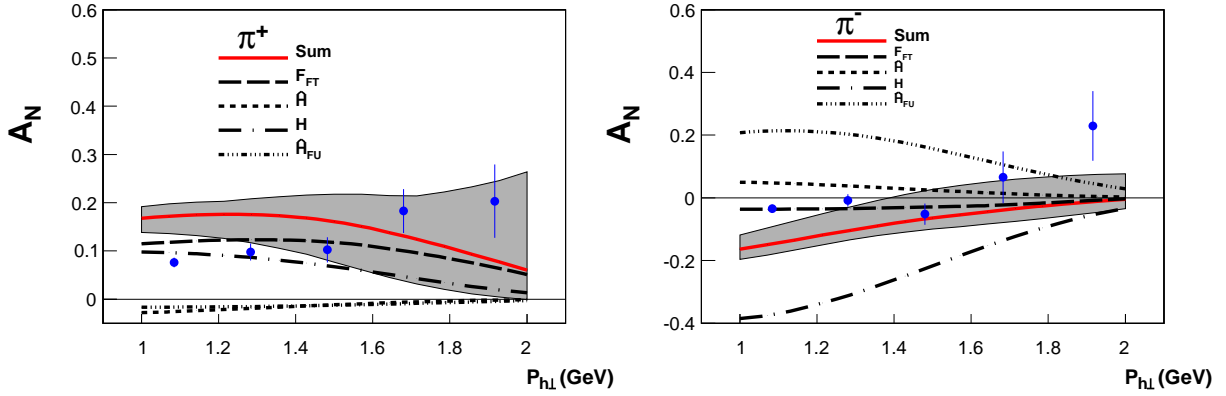 π⁺
Sum
F_FT
Ĥ
H
Ĥ_FU
A_N
0.6
0.5
0.4
0.3
0.2
0.1
0
1
1.2
1.4
1.6
1.8
2
P_h⊥ (GeV)
π⁻
Sum
F_FT
Ĥ
H
Ĥ_FU
A_N
0.6
0.4
0.2
0
-0.2
-0.4
1
1.2
1.4
1.6
1.8
2
P_h⊥ (GeV)